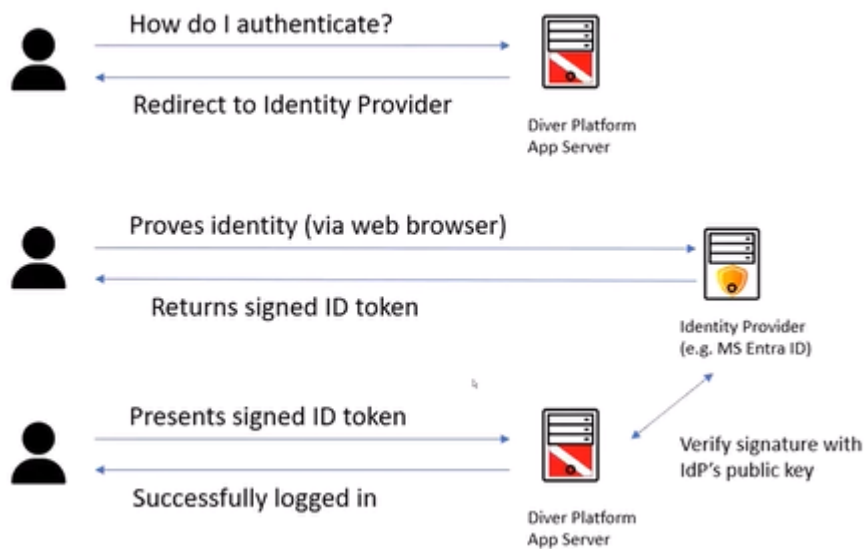 How do I authenticate?
Redirect to Identity Provider
Diver Platform
App Server
Proves identity (via web browser)
Returns signed ID token
Identity Provider
(e.g. MS Entra ID)
Presents signed ID token
Successfully logged in
Verify signature with
IdP's public key
Diver Platform
App Server